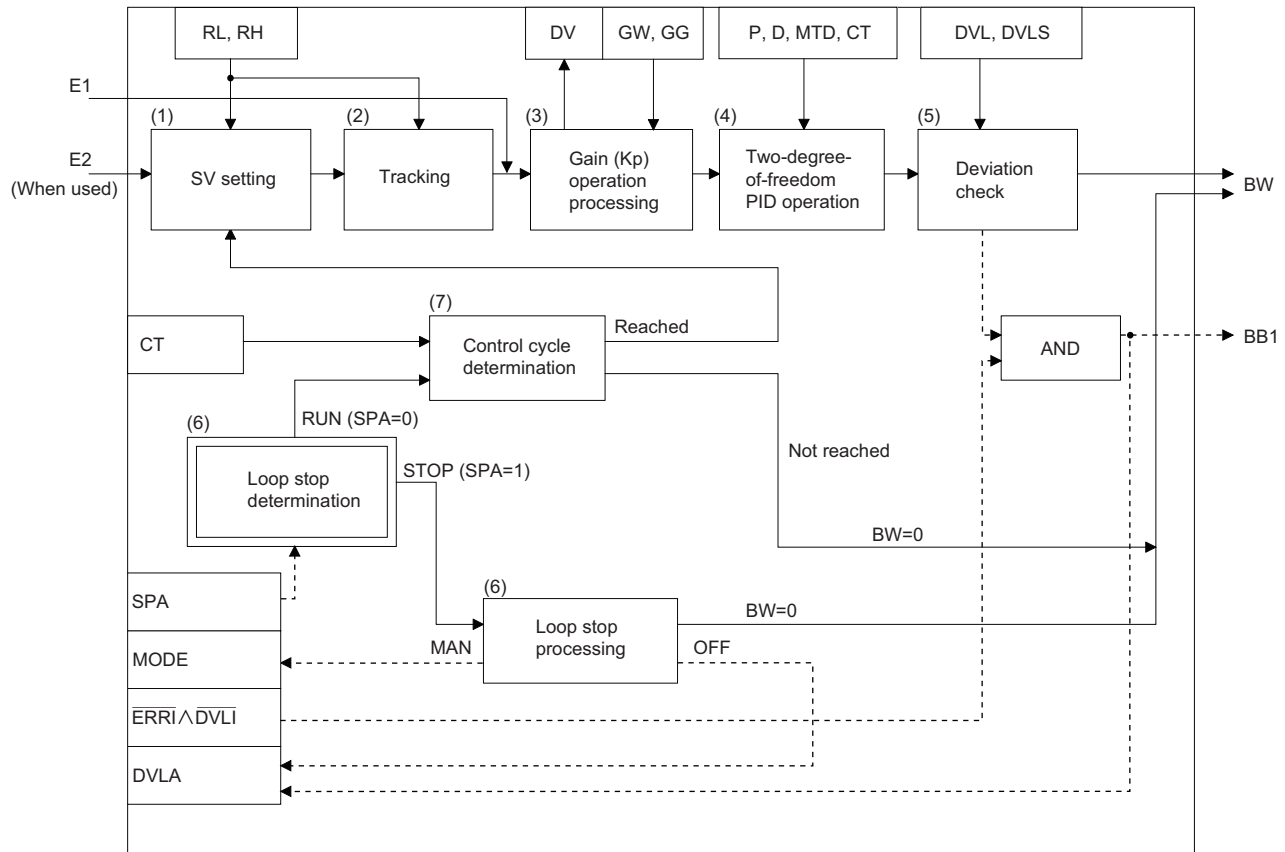 RL, RH
DV
GW, GG
P, D, MTD, CT
DVL, DVLS
E1
(1)
(2)
(3)
(4)
(5)
E2
(When used)
SV setting
Tracking
Gain (Kp)
operation
processing
Two-degree-
of-freedom
PID operation
Deviation
check
BW
(7)
CT
Control cycle
determination
Reached
AND
BB1
(6)
RUN (SPA=0)
Loop stop
determination
STOP (SPA=1)
Not reached
BW=0
SPA
(6)
Loop stop
processing
BW=0
MODE
MAN
OFF
E̅R̅R̅I̅∧D̅V̅L̅I̅
DVLA